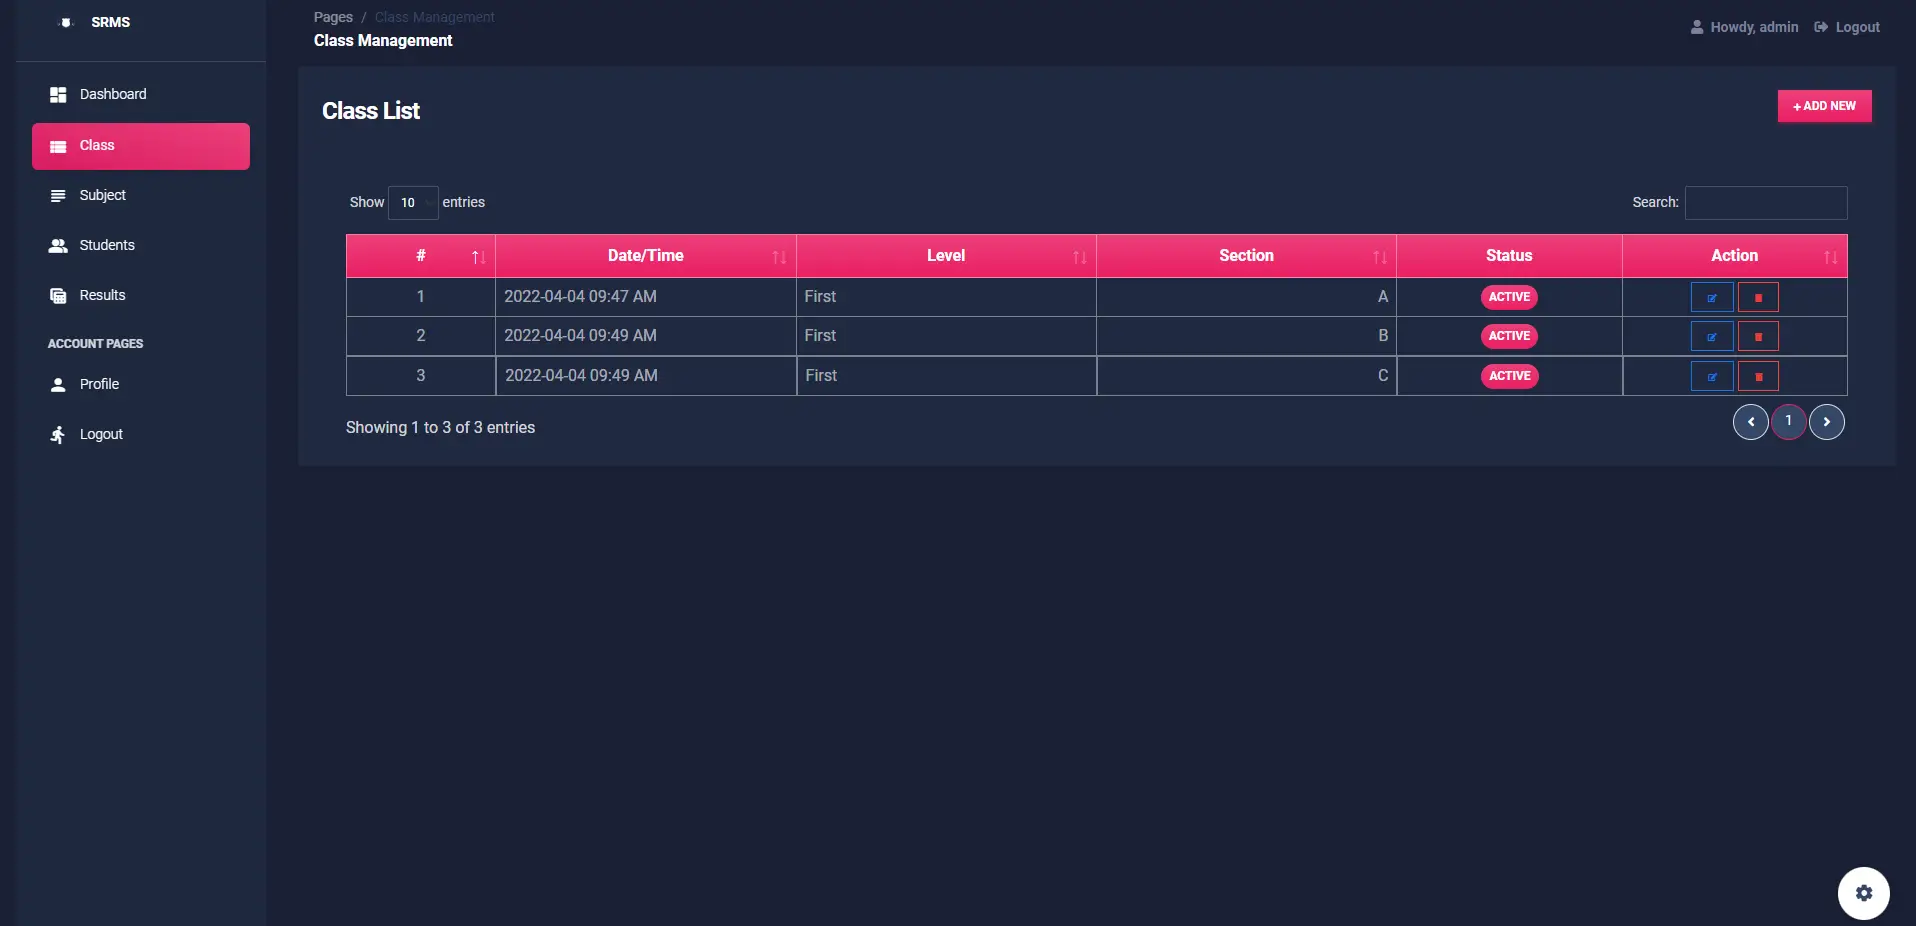 SRMS
Dashboard
Class
Subject
Students
Results
ACCOUNT PAGES
Profile
Logout
Pages / Class Management
Class Management
Howdy, admin Logout
Class List
+ ADD NEW
Show 10 entries
Search:
# Date/Time Level Section Status Action
1 2022-04-04 09:47 AM First A ACTIVE
2 2022-04-04 09:49 AM First B ACTIVE
3 2022-04-04 09:49 AM First C ACTIVE
Showing 1 to 3 of 3 entries
1